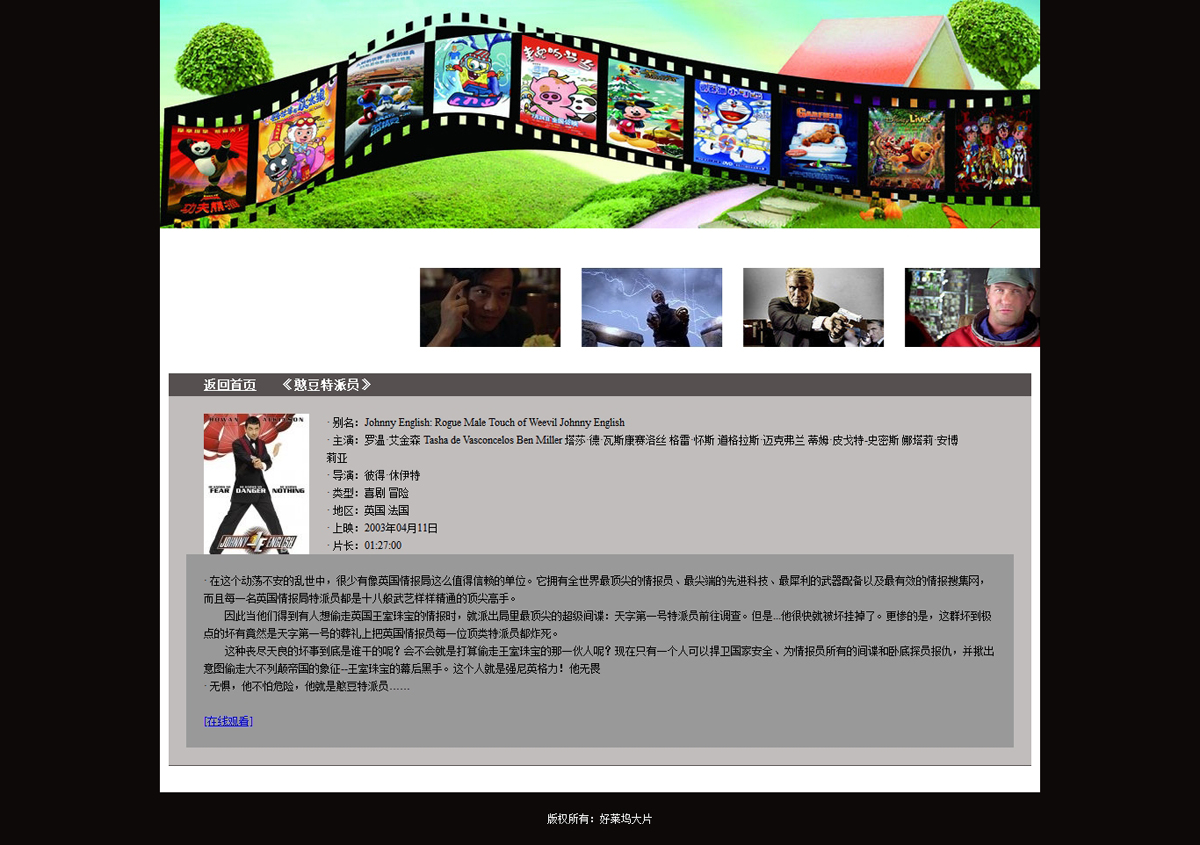 功夫熊猫
GARFIELD
Live!
返回首页 《憨豆特派员》
ROWAN ATKINSON
FEAR DANGER NOTHING
JOHNNY ENGLISH
· 别名：Johnny English: Rogue Male Touch of Weevil Johnny English
· 主演：罗温·艾金森 Tasha de Vasconcelos Ben Miller 塔莎·德·瓦斯康赛洛丝 格雷·怀斯 道格拉斯·迈克弗兰 蒂姆·皮戈特-史密斯 娜塔莉·安博
莉亚
· 导演：彼得·休伊特
· 类型：喜剧 冒险
· 地区：英国 法国
· 上映：2003年04月11日
· 片长：01:27:00
· 在这个动荡不安的乱世中，很少有像英国情报局这么值得信赖的单位。它拥有全世界最顶尖的情报员、最尖端的先进科技、最犀利的武器配备以及最有效的情报搜集网，
而且每一名英国情报局特派员都是十八般武艺样样精通的顶尖高手。
因此当他们得到有人想偷走英国王室珠宝的情报时，就派出局里最顶尖的超级间谍：天字第一号特派员前往调查。但是...他很快就被坏挂掉了。更惨的是，这群坏到极
点的坏有竟然是天字第一号的葬礼上把英国情报员每一位顶类特派员都炸死。
这种丧尽天良的坏事到底是谁干的呢？会不会就是打算偷走王室珠宝的那一伙人呢？现在只有一个人可以捍卫国家安全、为情报员所有的间谍和卧底探员报仇，并揪出
意图偷走大不列颠帝国的象征--王室珠宝的幕后黑手。这个人就是强尼英格力！他无畏
· 无惧，他不怕危险，他就是憨豆特派员……
[在线观看]
版权所有：好莱坞大片